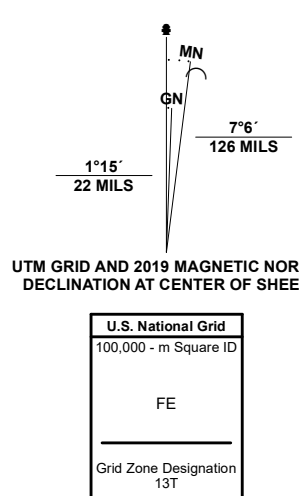 MN
GN
7°6´
126 MILS
1°15´
22 MILS
UTM GRID AND 2019 MAGNETIC NOR
DECLINATION AT CENTER OF SHEE
U.S. National Grid
100,000 - m Square ID
FE
Grid Zone Designation
13T